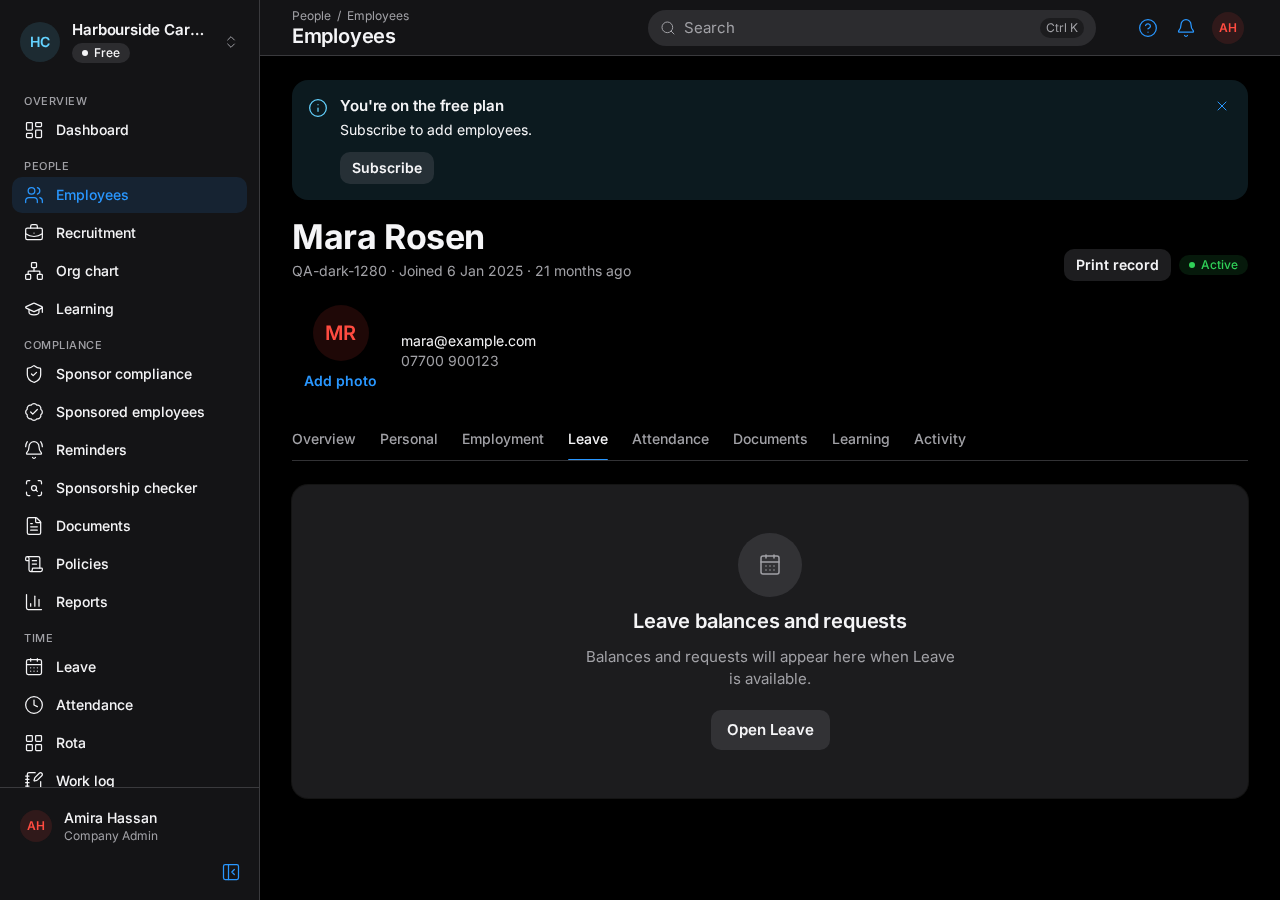 HC
Harbourside Car...
Free
OVERVIEW
Dashboard
PEOPLE
Employees
Recruitment
Org chart
Learning
COMPLIANCE
Sponsor compliance
Sponsored employees
Reminders
Sponsorship checker
Documents
Policies
Reports
TIME
Leave
Attendance
Rota
Work log
AH
Amira Hassan
Company Admin
People / Employees
Employees
Search
Ctrl K
AH
You're on the free plan
Subscribe to add employees.
Subscribe
Mara Rosen
QA-dark-1280 · Joined 6 Jan 2025 · 21 months ago
Print record
Active
MR
Add photo
mara@example.com
07700 900123
Overview Personal Employment Leave Attendance Documents Learning Activity
Leave balances and requests
Balances and requests will appear here when Leave
is available.
Open Leave